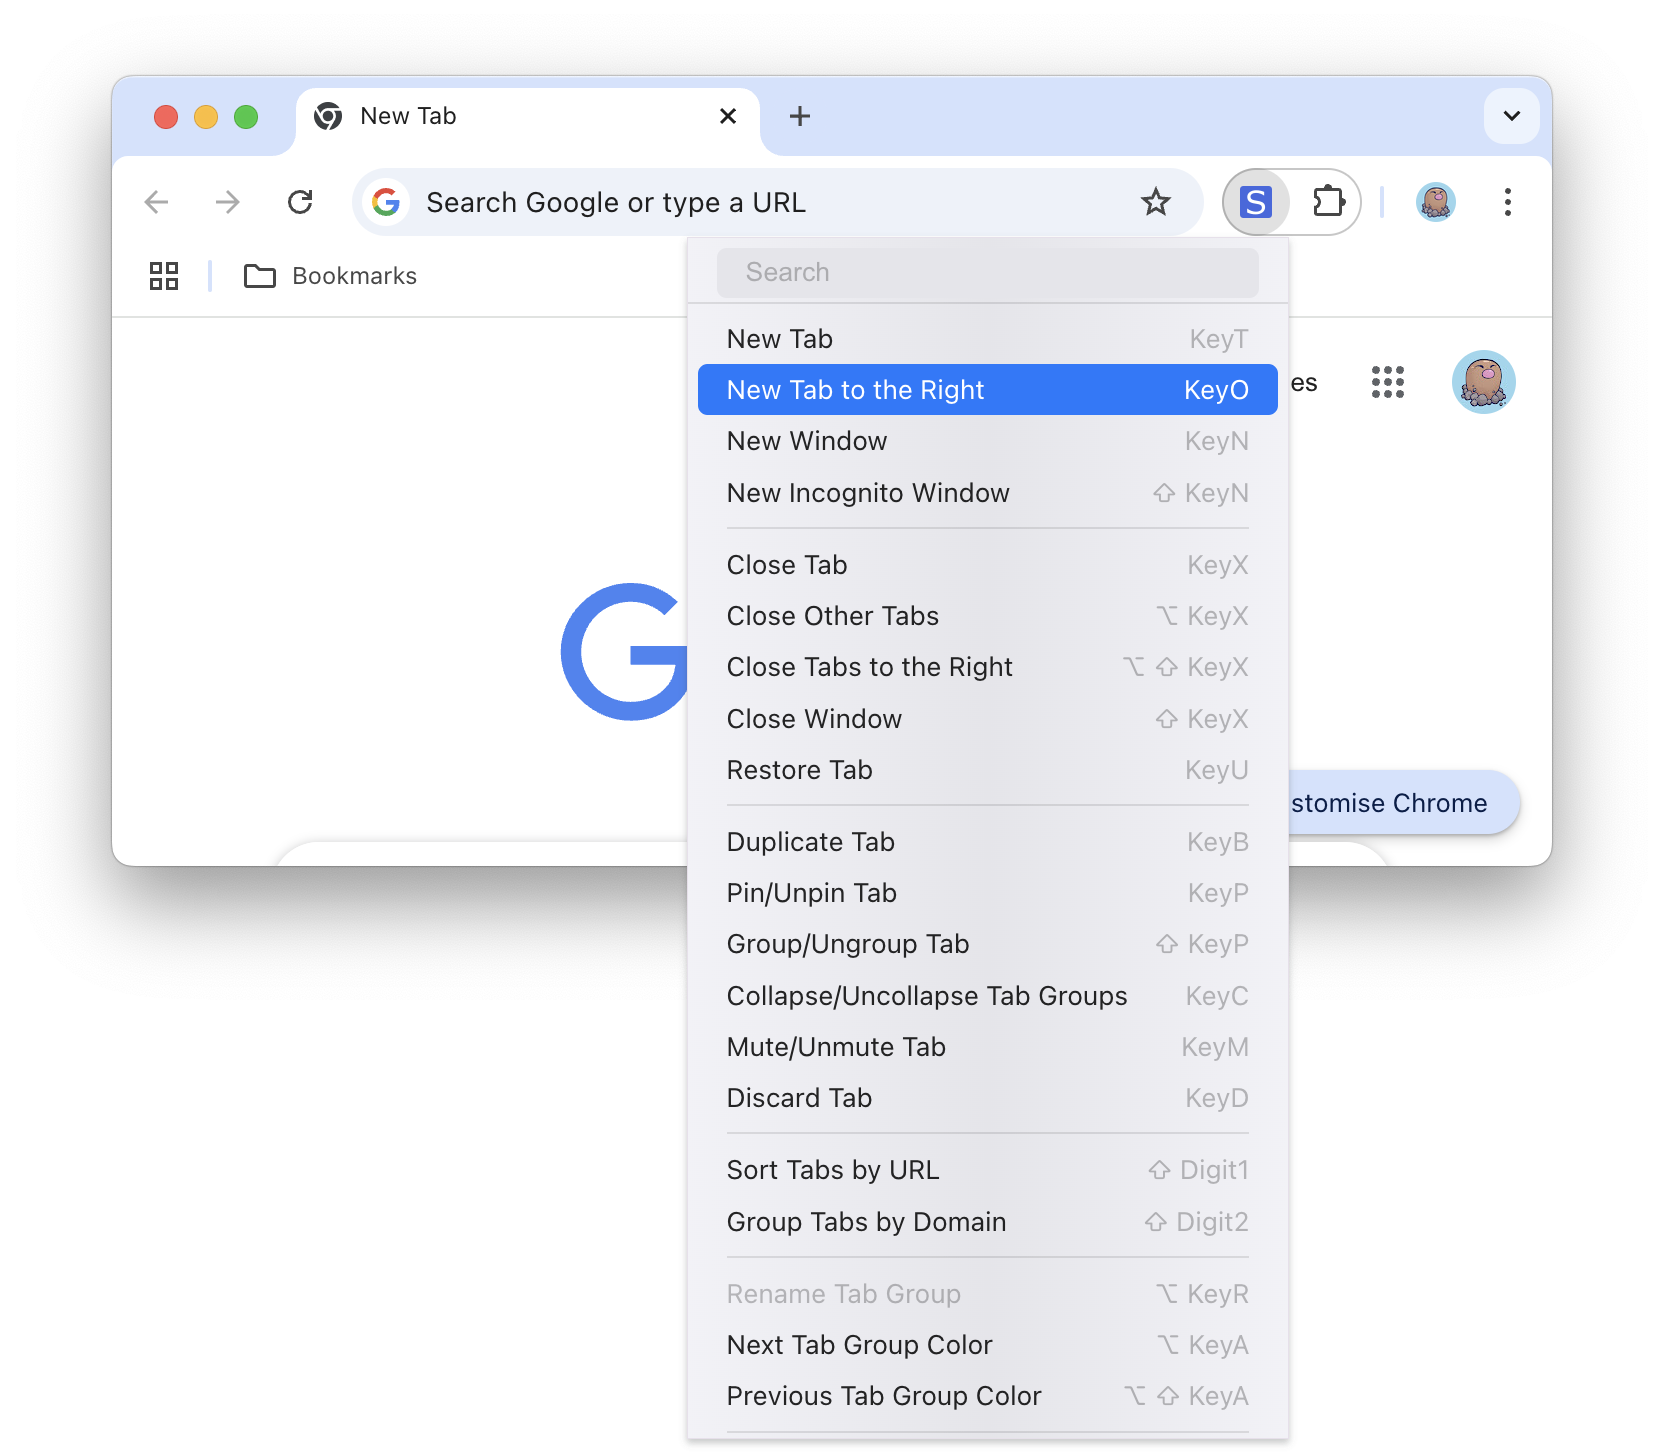 New Tab
Search Google or type a URL
S
Bookmarks
Search
New Tab KeyT
New Tab to the Right KeyO
es
New Window KeyN
New Incognito Window ⇧ KeyN
Close Tab KeyX
Close Other Tabs ⌥ KeyX
G
Close Tabs to the Right ⌥ ⇧ KeyX
Close Window ⇧ KeyX
Restore Tab KeyU
stomise Chrome
Duplicate Tab KeyB
Pin/Unpin Tab KeyP
Group/Ungroup Tab ⇧ KeyP
Collapse/Uncollapse Tab Groups KeyC
Mute/Unmute Tab KeyM
Discard Tab KeyD
Sort Tabs by URL ⇧ Digit1
Group Tabs by Domain ⇧ Digit2
Rename Tab Group ⌥ KeyR
Next Tab Group Color ⌥ KeyA
Previous Tab Group Color ⌥ ⇧ KeyA